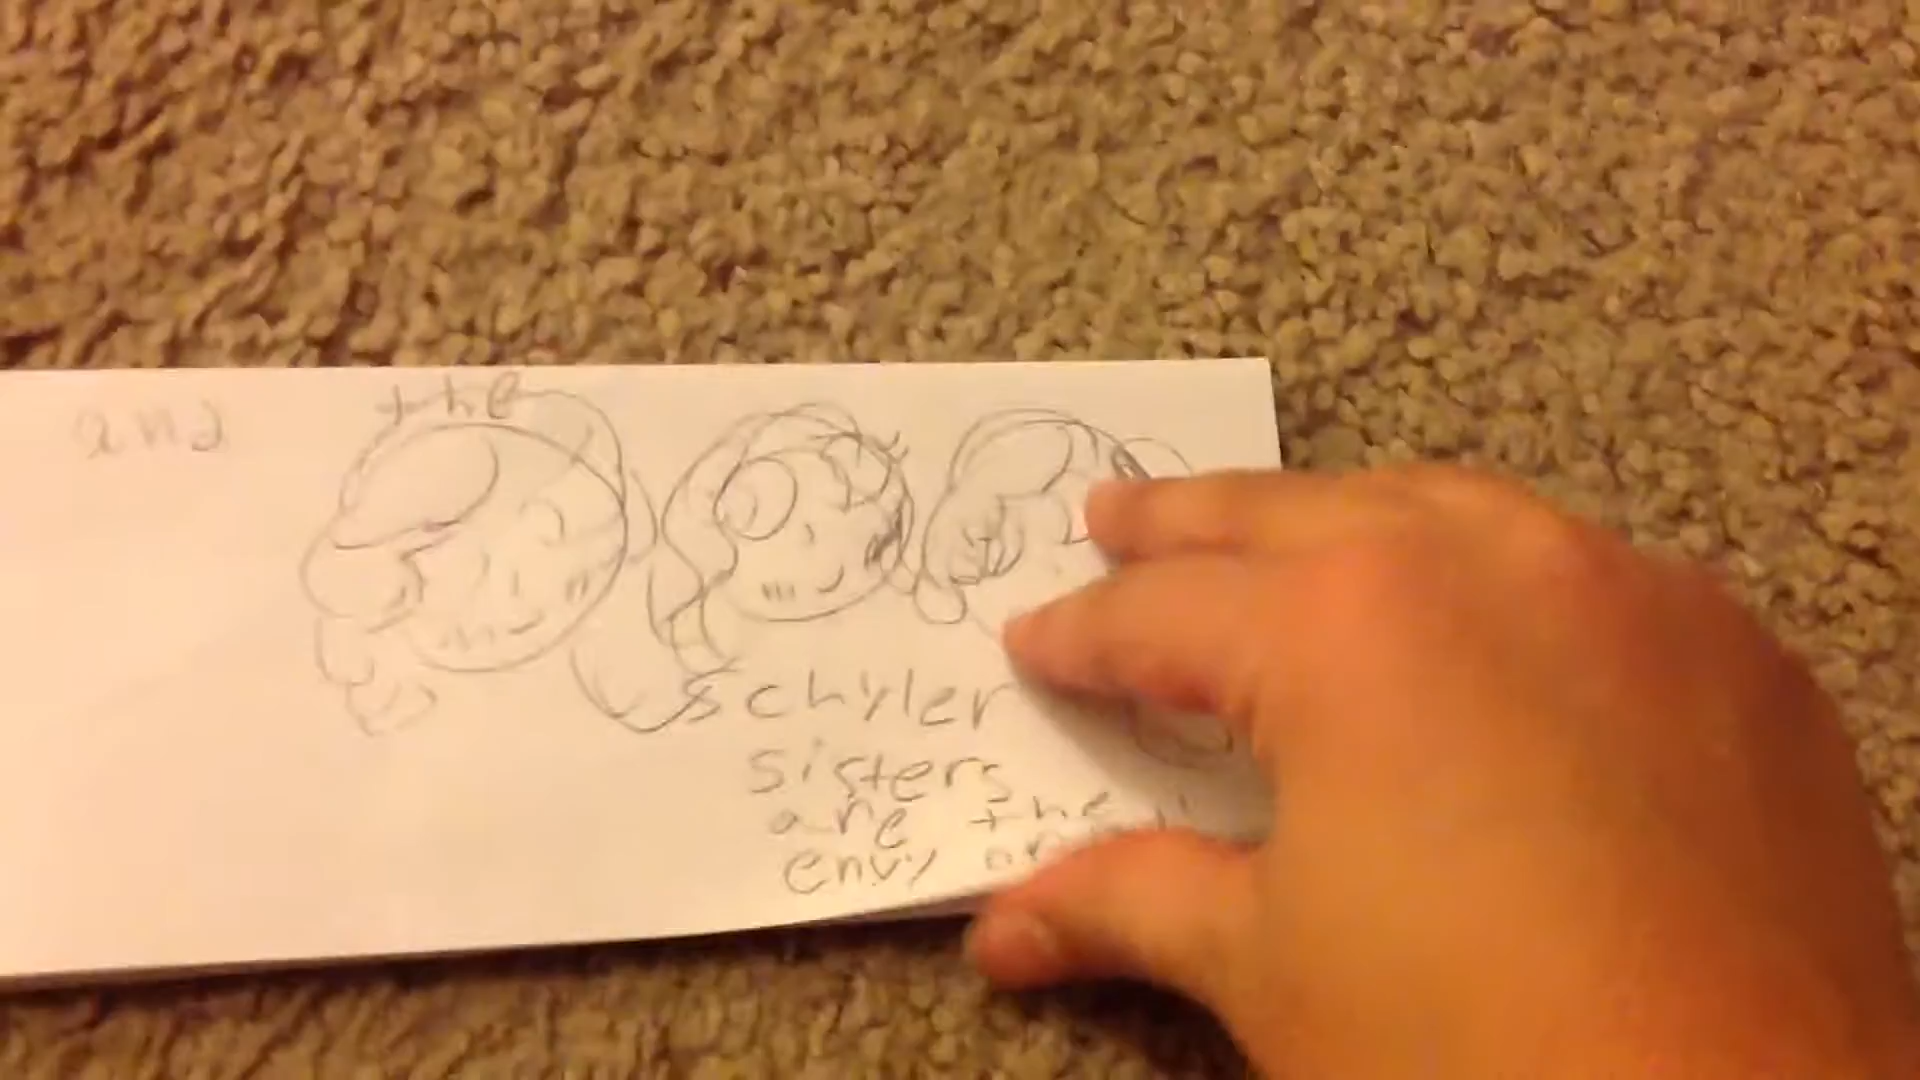 and
the
schyler
sisters
are the
envy